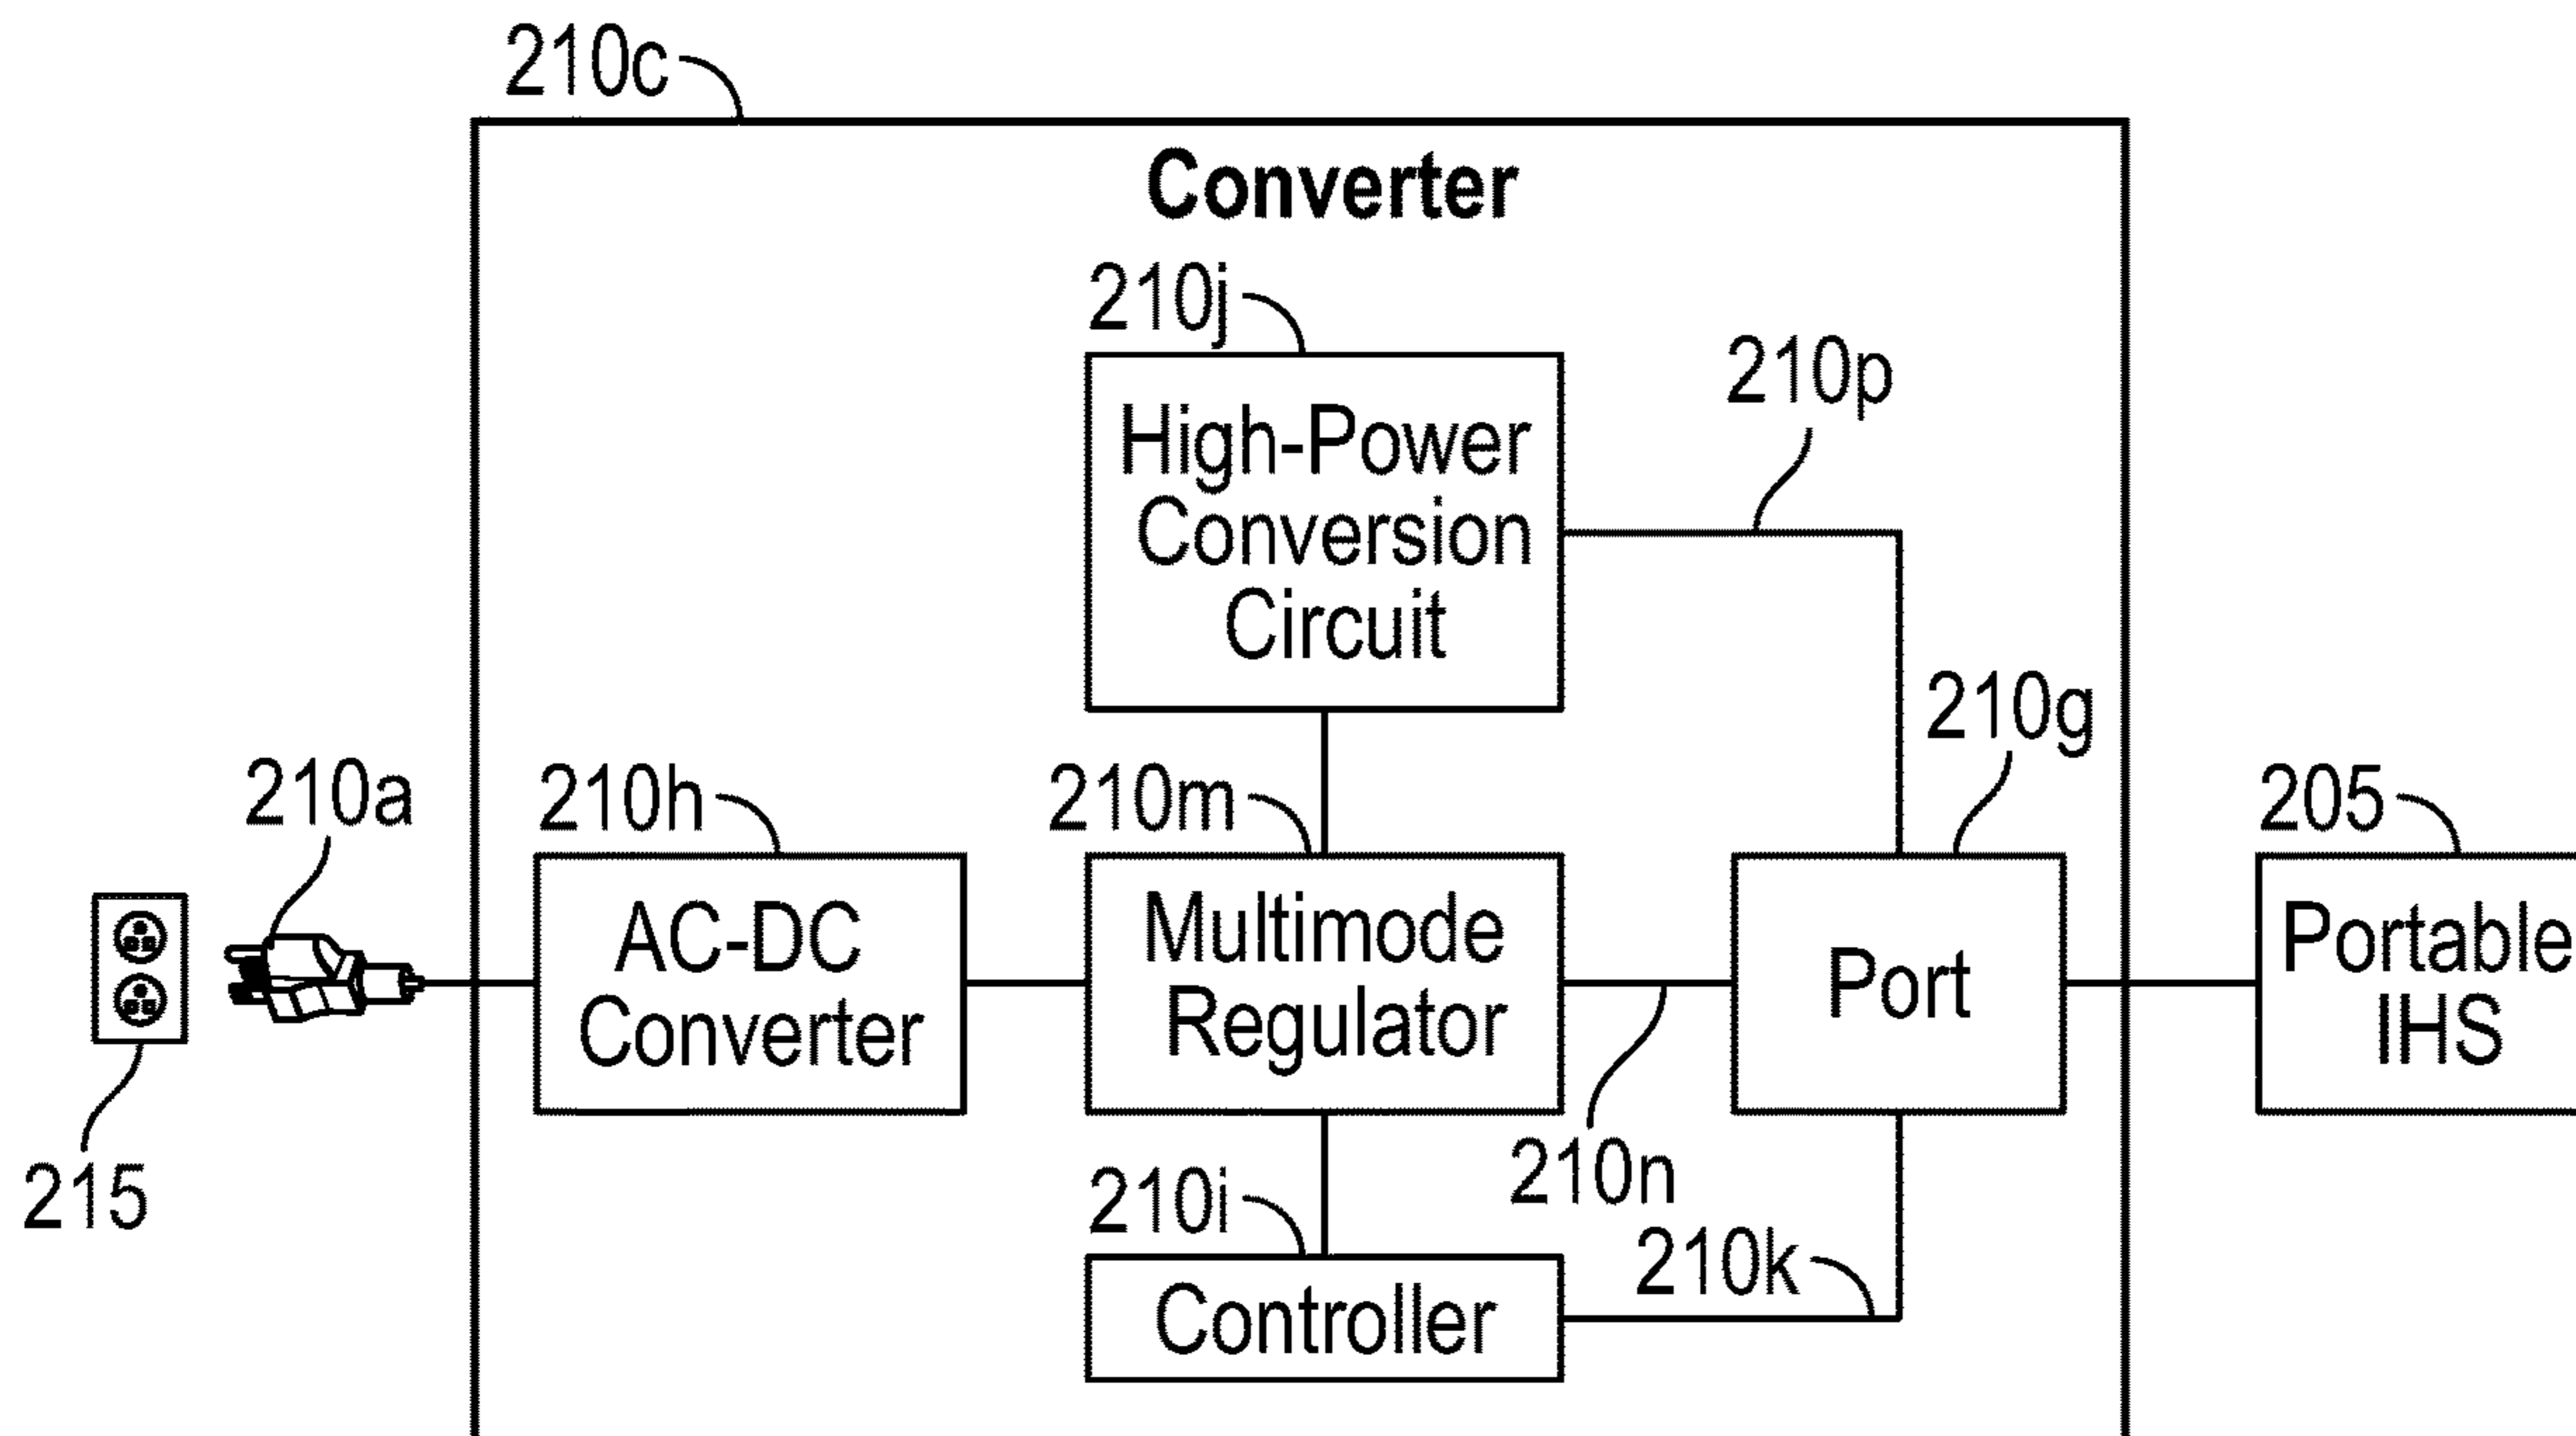 210c
Converter
210j
210p
High-Power
Conversion
Circuit
210g
210a
210h
210m
205
AC-DC
Converter
Multimode
Regulator
Port
Portable
IHS
215
210n
210i
210k
Controller